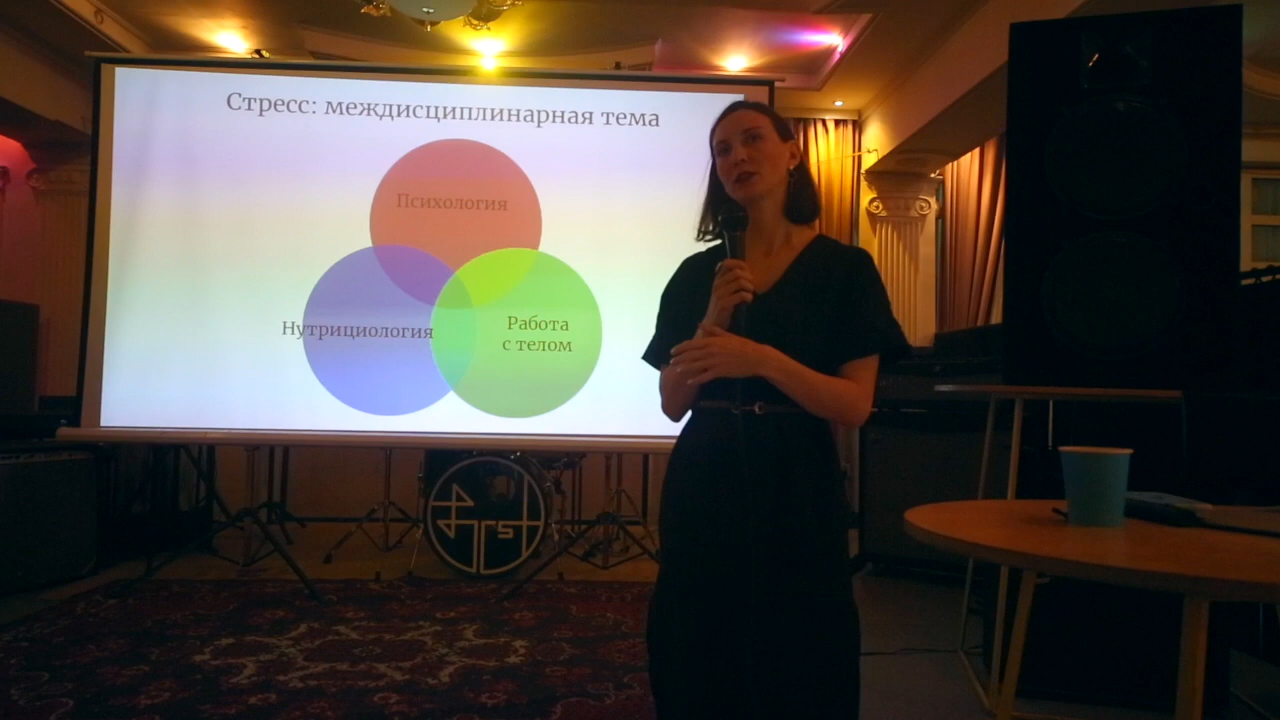 Стресс: междисциплинарная тема
Психология
Нутрициология
Работа
с телом